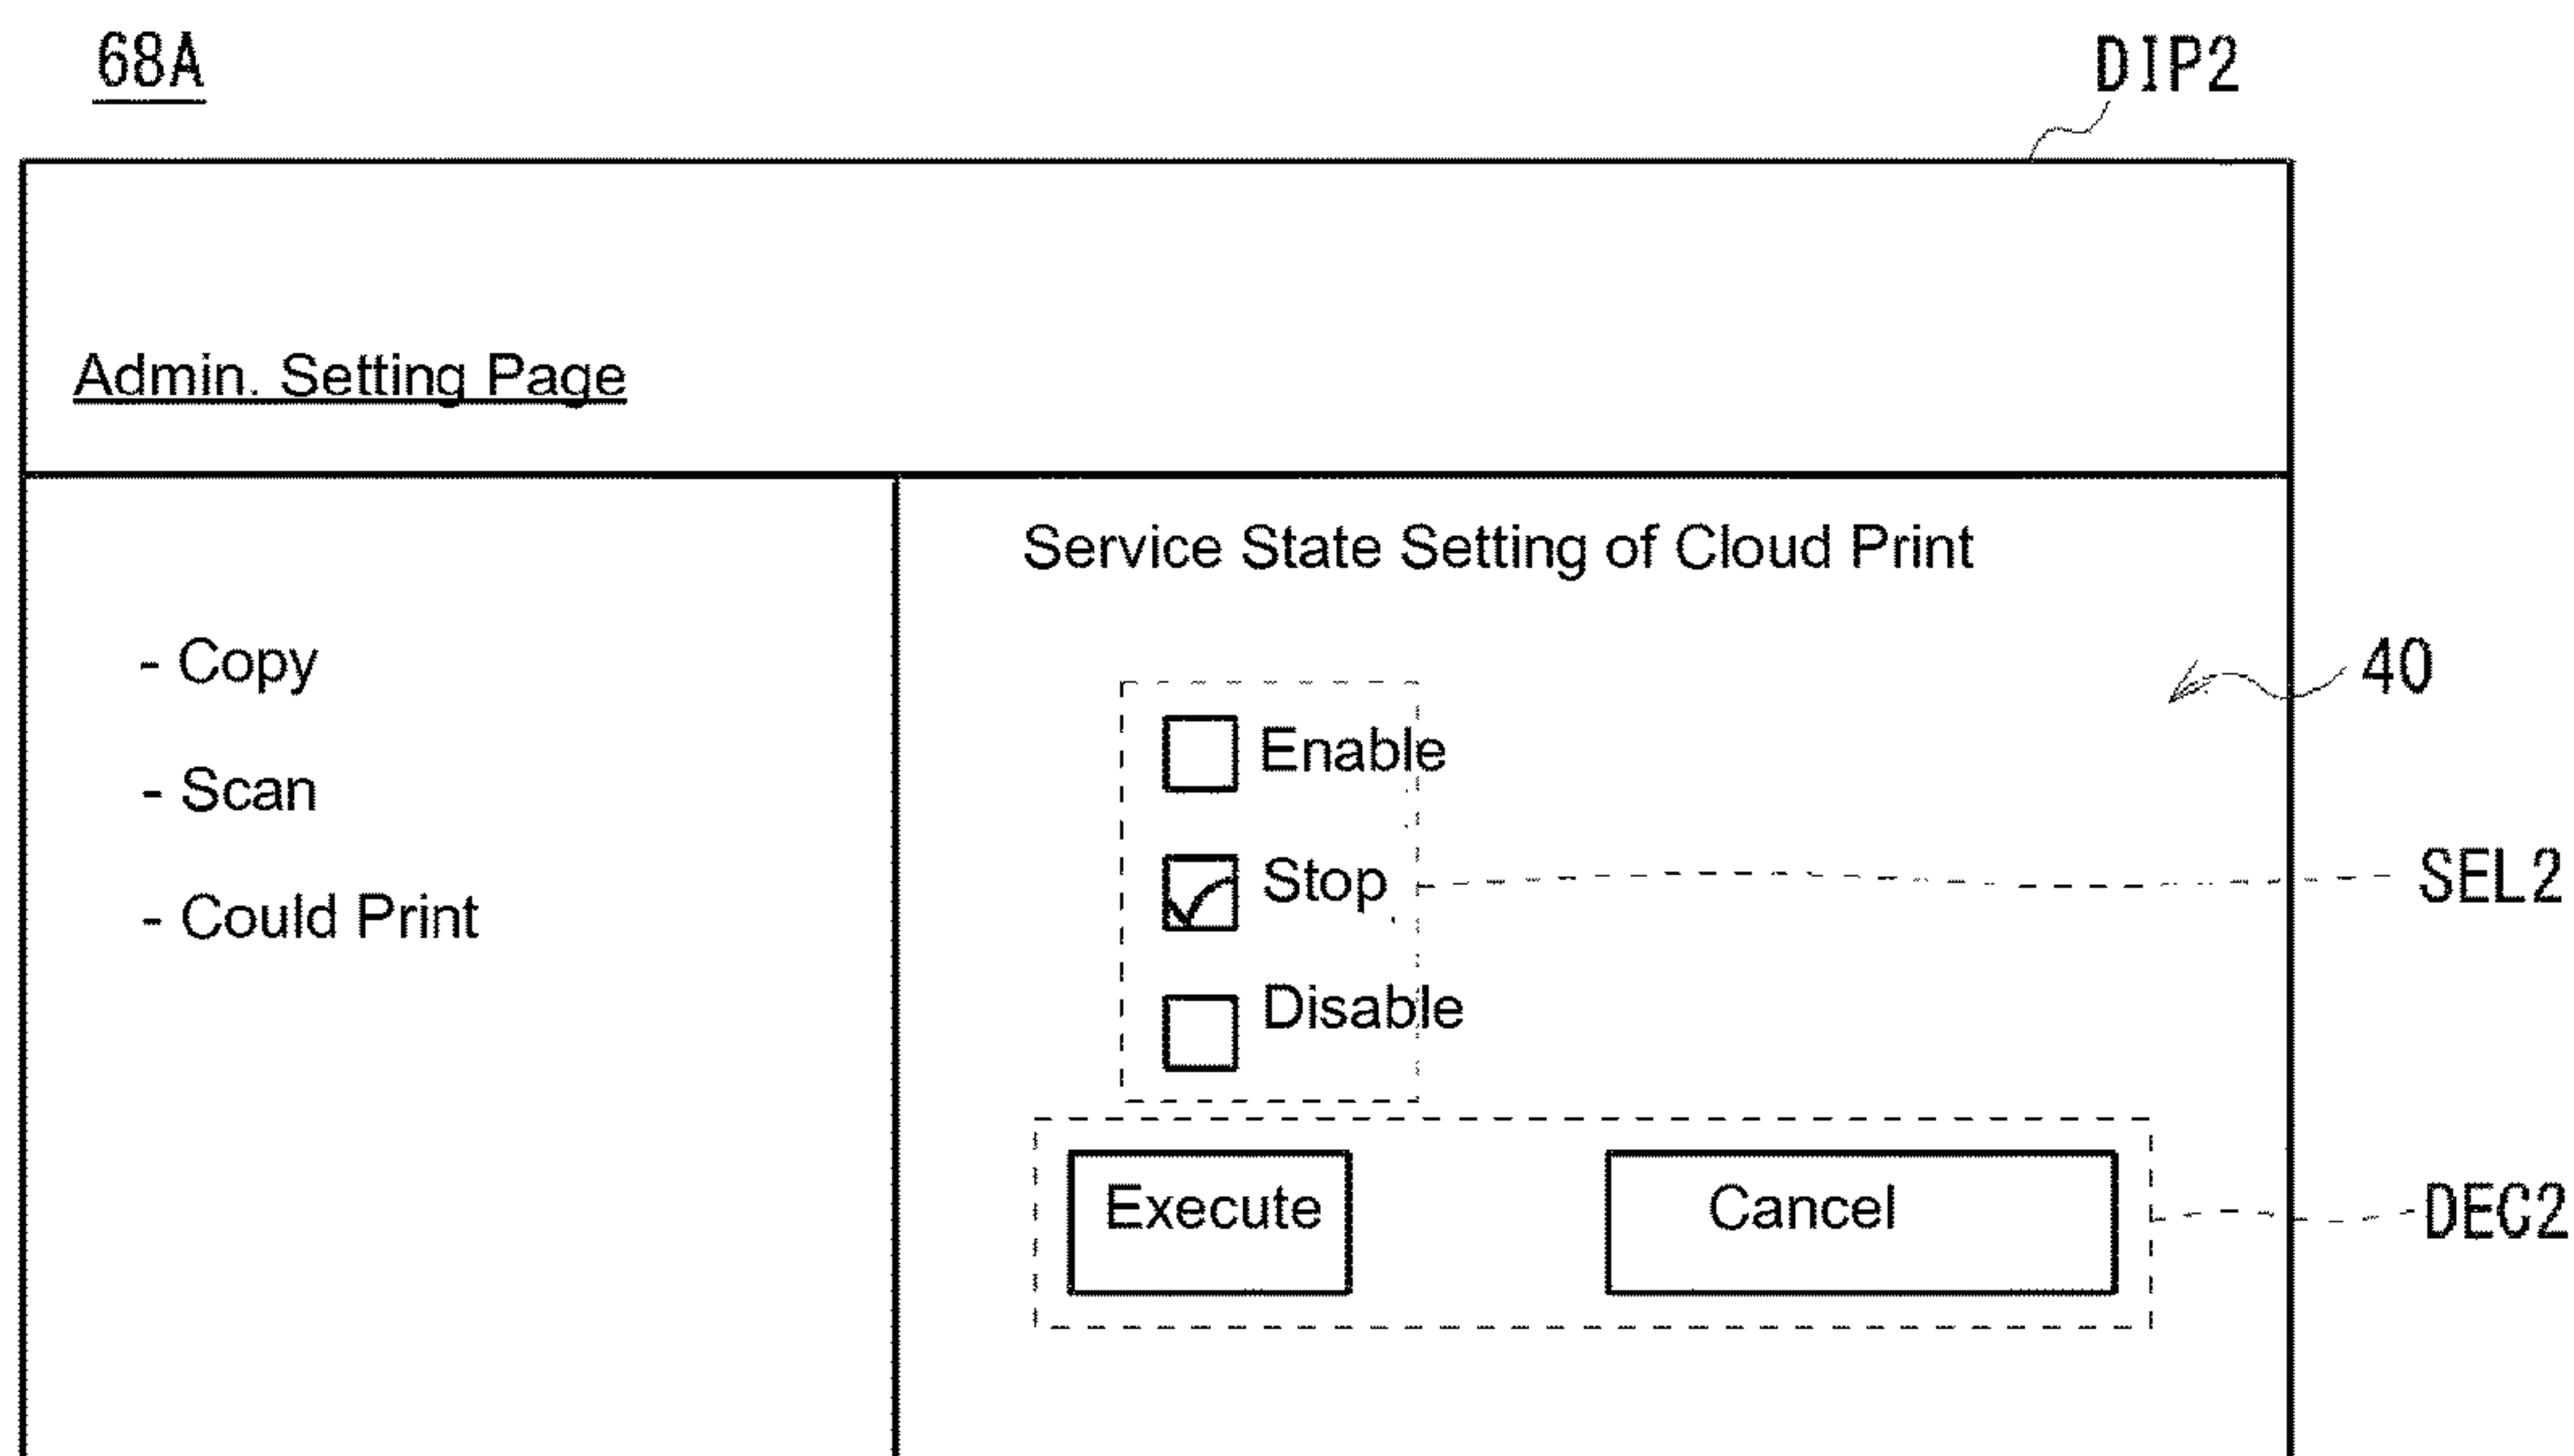 68A
DIP2
Admin. Setting Page
Service State Setting of Cloud Print
- Copy
- Scan
- Could Print
40
Enable
Stop
SEL2
Disable
Execute
Cancel
DEC2